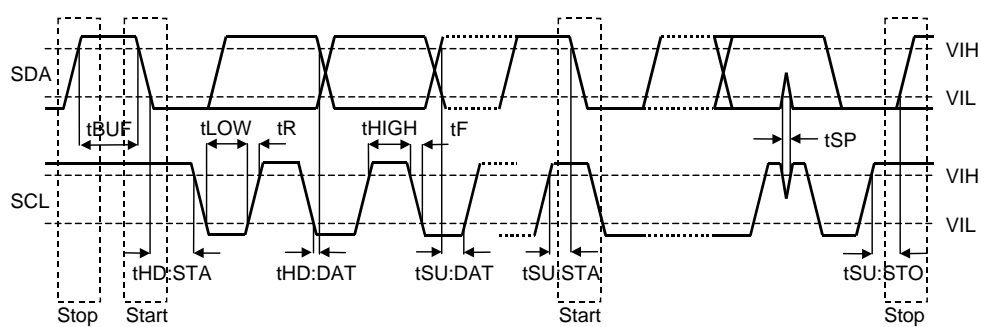 VIH
SDA
VIL
tBUF tLOW tR tHIGH tF tSP
VIH
SCL
VIL
tHD:STA tHD:DAT tSU:DAT tSU:STA tSU:STO
Stop Start Start Stop